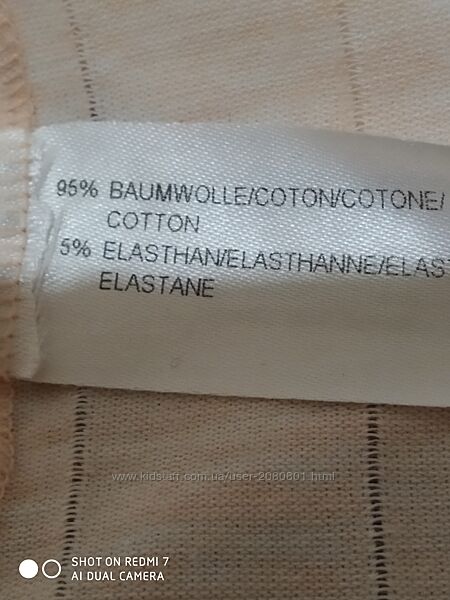 95% BAUMWOLLE/COTON/COTONE/
COTTON
5% ELASTHAN/ELASTHANNE/ELAST
ELASTANE
www.kidstaff.com.ua/user-2080801.html
SHOT ON REDMI 7
AI DUAL CAMERA